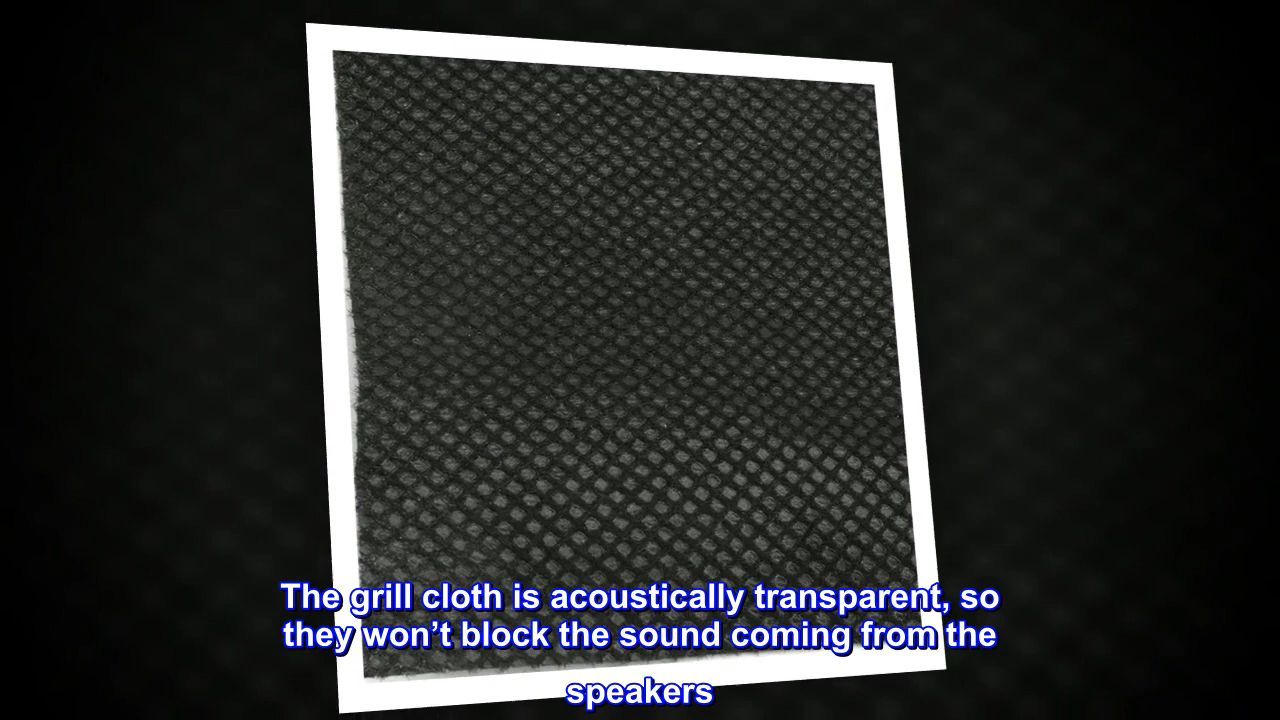 The grill cloth is acoustically transparent, so
they won’t block the sound coming from the
speakers